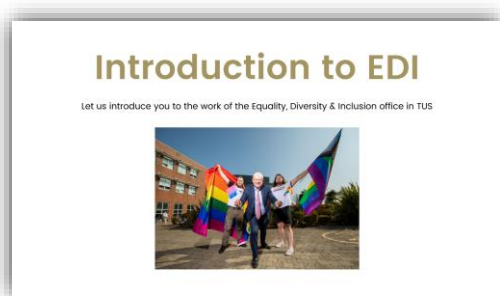 Introduction to EDI
Let us introduce you to the work of the Equality, Diversity & Inclusion office in TUS